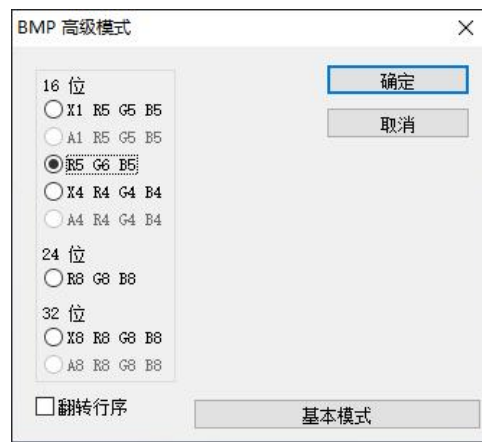 BMP 高级模式
16 位
X1 R5 G5 B5
A1 R5 G5 B5
R5 G6 B5
X4 R4 G4 B4
A4 R4 G4 B4
24 位
R8 G8 B8
32 位
X8 R8 G8 B8
A8 R8 G8 B8
翻转行序
确定
取消
基本模式